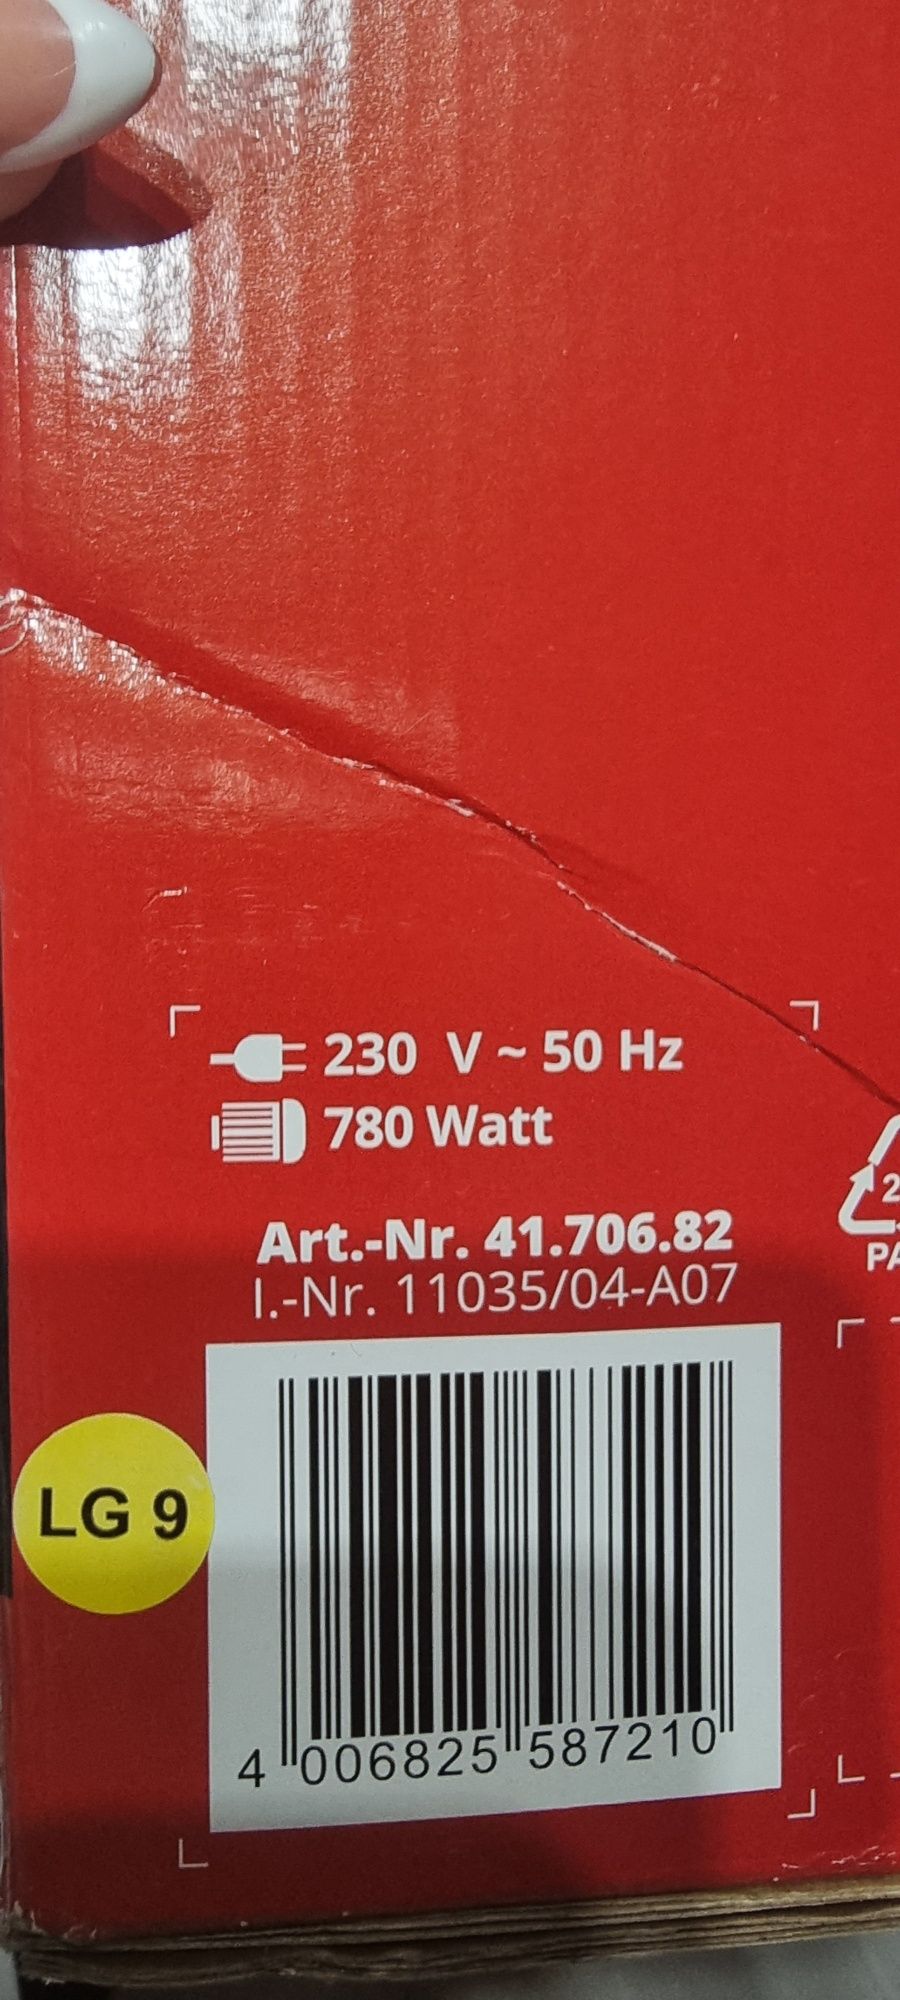 230 V ~ 50 Hz
780 Watt
Art.-Nr. 41.706.82
I.-Nr. 11035/04-A07
LG 9
4 006825 587210